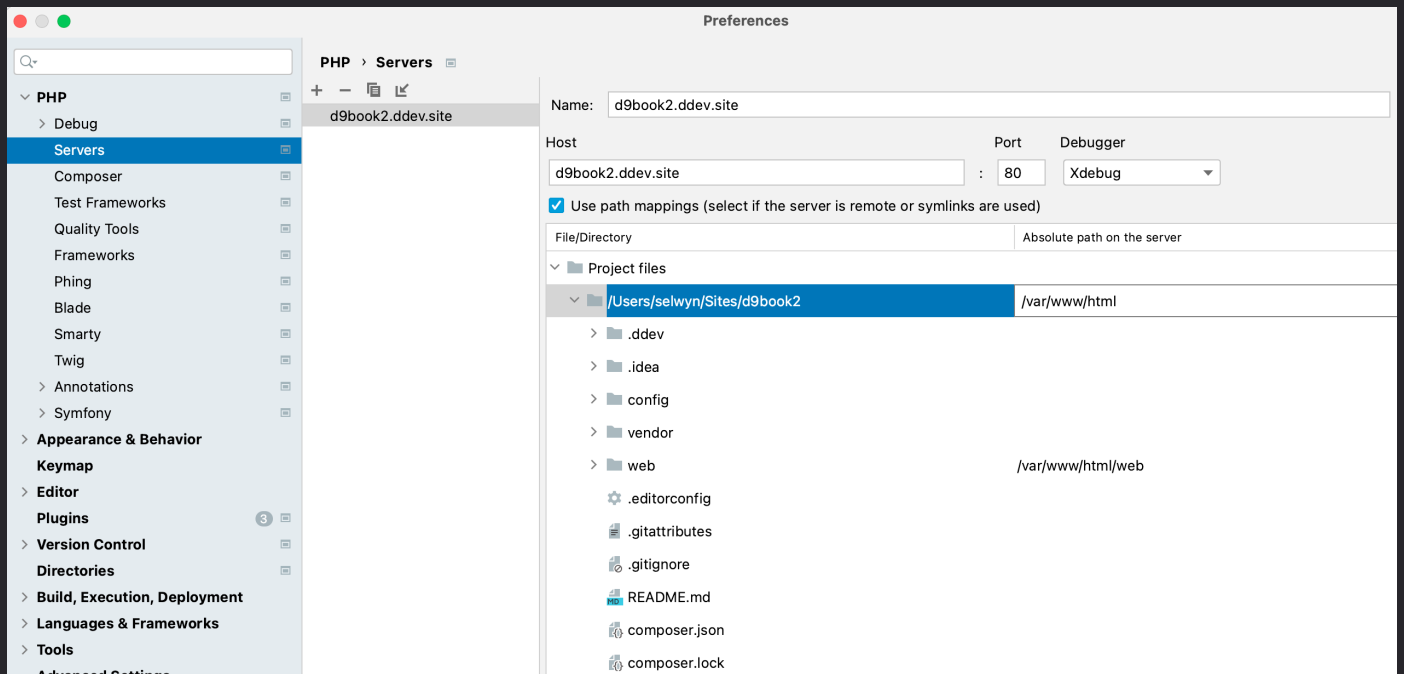 Preferences
PHP
Debug
Servers
Composer
Test Frameworks
Quality Tools
Frameworks
Phing
Blade
Smarty
Twig
Annotations
Symfony
Appearance & Behavior
Keymap
Editor
Plugins 3
Version Control
Directories
Build, Execution, Deployment
Languages & Frameworks
Tools
Advanced Settings
PHP › Servers
d9book2.ddev.site
Name: d9book2.ddev.site
Host Port Debugger
d9book2.ddev.site : 80 Xdebug
Use path mappings (select if the server is remote or symlinks are used)
File/Directory Absolute path on the server
Project files
/Users/selwyn/Sites/d9book2 /var/www/html
.ddev
.idea
config
vendor
web /var/www/html/web
.editorconfig
.gitattributes
.gitignore
MD README.md
composer.json
composer.lock